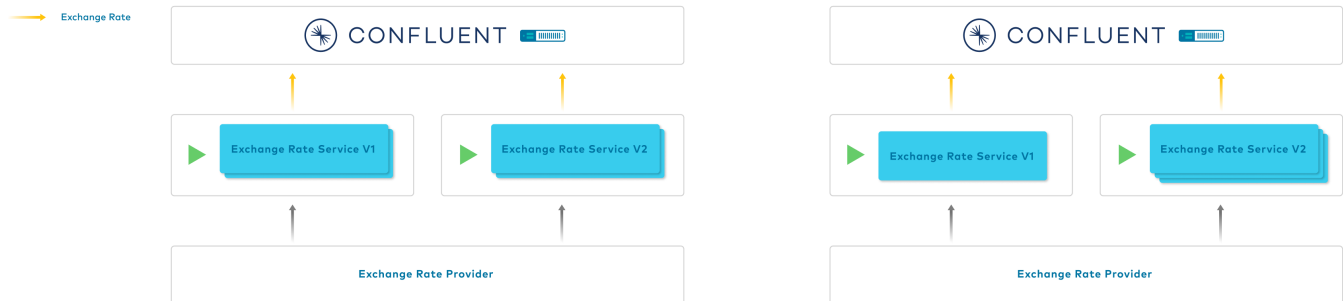 Exchange Rate
CONFLUENT
Exchange Rate Service V1
Exchange Rate Service V2
Exchange Rate Provider
CONFLUENT
Exchange Rate Service V1
Exchange Rate Service V2
Exchange Rate Provider